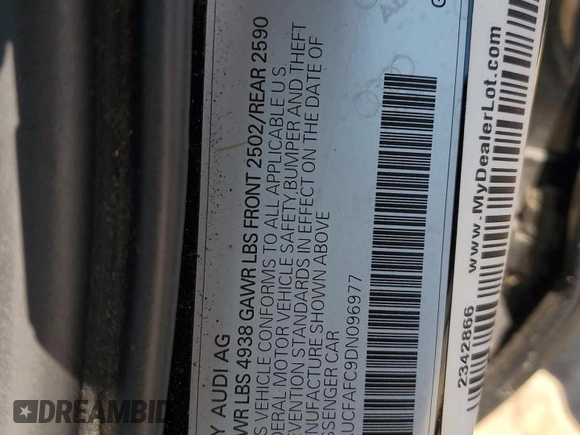 Y AUDI AG
WR LBS 4938 GAWR LBS FRONT 2502/REAR 2590
S VEHICLE CONFORMS TO ALL APPLICABLE U.S.
DERAL MOTOR VEHICLE SAFETY, BUMPER AND THEFT
VENTION STANDARDS IN EFFECT ON THE DATE OF
NUFACTURE SHOWN ABOVE
SSENGER CAR
UCFAFC9DN096977
2342866 www.MyDealerLot.com
EPICVIN